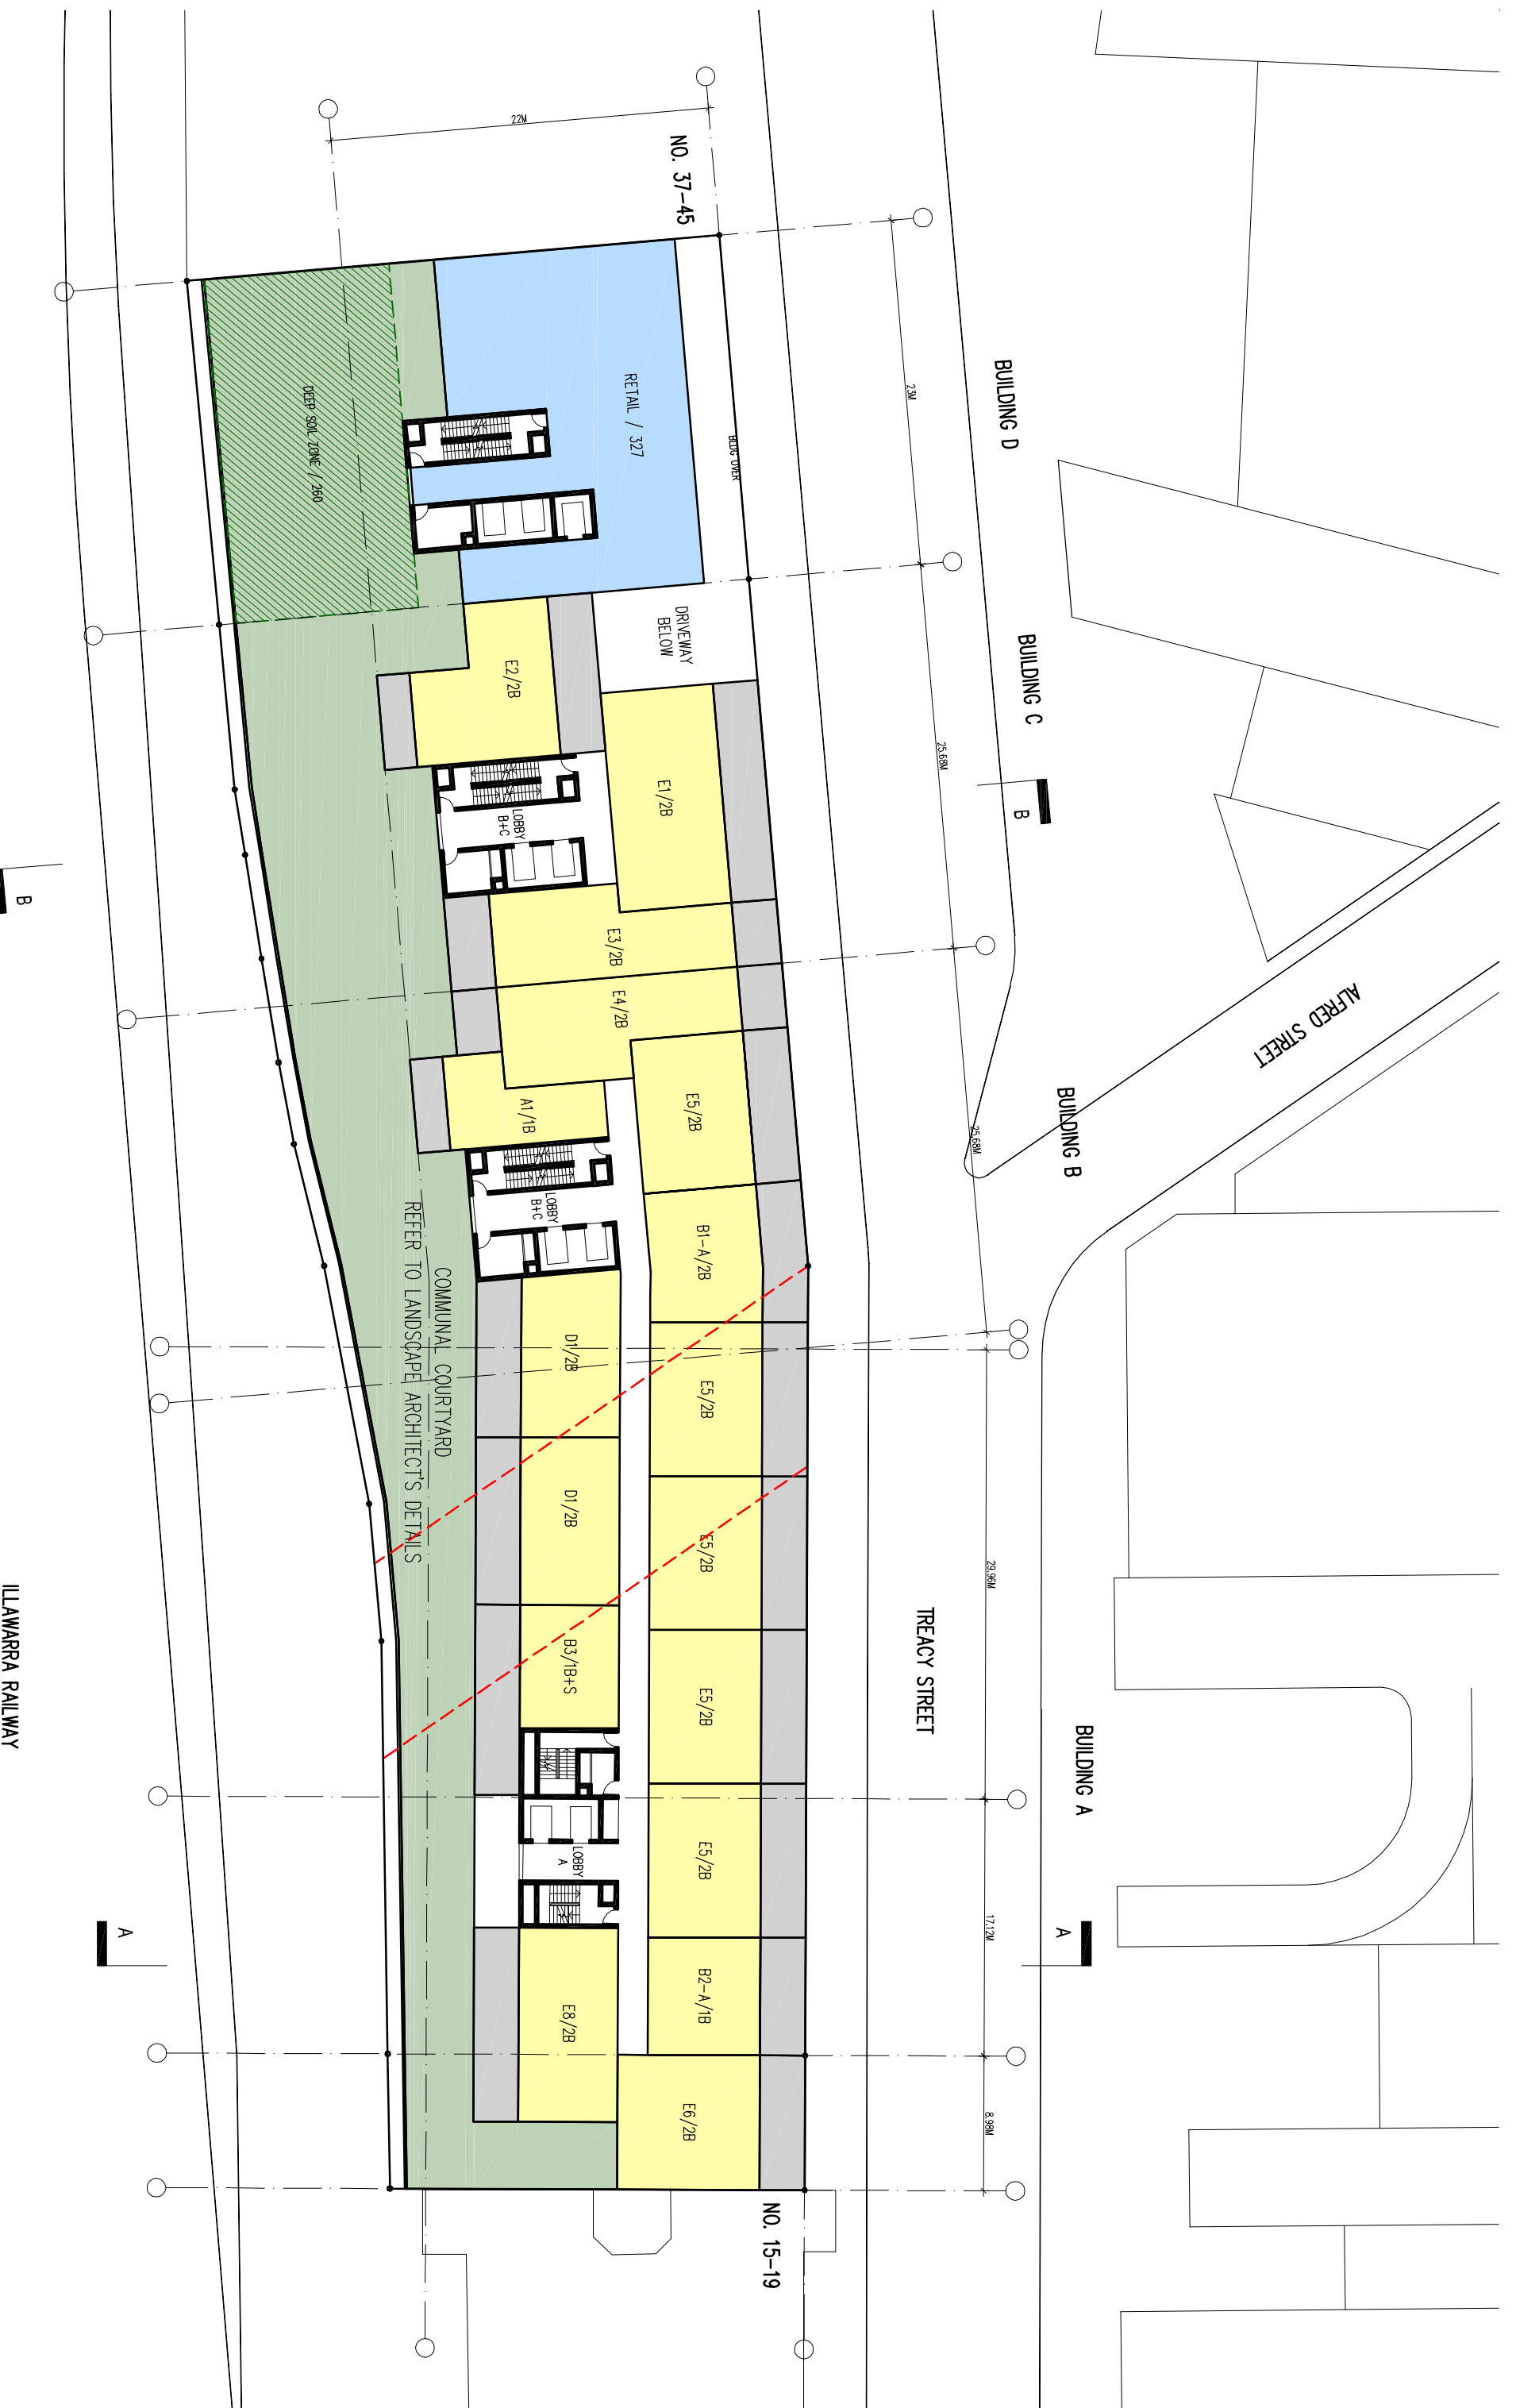 NO. 37-45
22M
23M
25.68M
25.68M
29.96M
17.12M
8.98M
BUILDING D
BUILDING C
BUILDING B
BUILDING A
ALFRED STREET
TREACY STREET
B
A
BLDG OVER
RETAIL / 327
DEEP SOIL ZONE / 260
DRIVEWAY
BELOW
E2/2B
E1/2B
LOBBY
B+C
E3/2B
E4/2B
E5/2B
A1/1B
LOBBY
B+C
B1-A/2B
E5/2B
E5/2B
E5/2B
E5/2B
B2-A/1B
E6/2B
D1/2B
D1/2B
B3/1B+S
LOBBY
A
E8/2B
COMMUNAL COURTYARD
REFER TO LANDSCAPE ARCHITECT'S DETAILS
NO. 15-19
B
A
ILLAWARRA RAILWAY